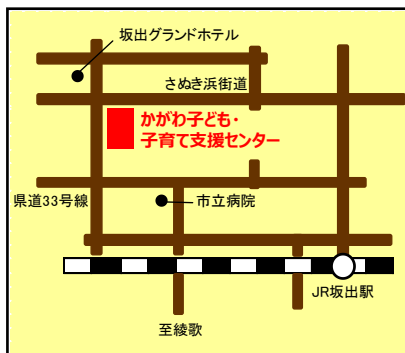 坂出グランドホテル
さぬき浜街道
かがわ子ども・
子育て支援センター
県道33号線
市立病院
JR坂出駅
至綾歌